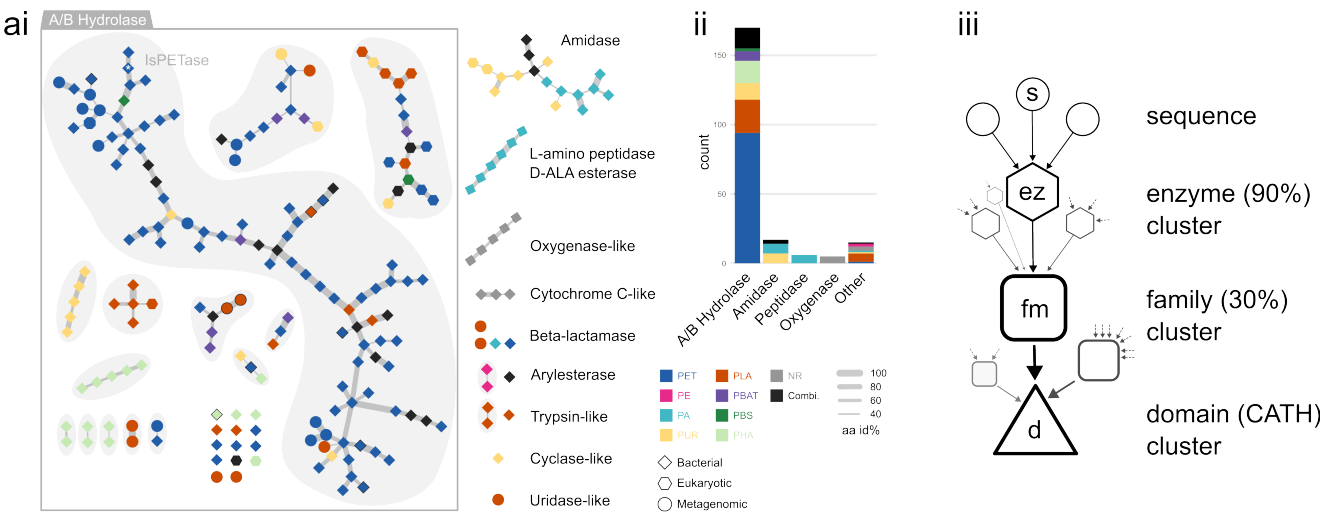 ai
A/B Hydrolase
IsPETase
Amidase
L-amino peptidase
D-ALA esterase
Oxygenase-like
Cytochrome C-like
Beta-lactamase
Arylesterase
Trypsin-like
Cyclase-like
Uridase-like
ii
count
150
100
50
0
A/B Hydrolase
Amidase
Peptidase
Oxygenase
Other
PET
PLA
NR
PE
PBAT
Combi.
PA
PBS
PUR
PHA
100
80
60
40
aa id%
Bacterial
Eukaryotic
Metagenomic
iii
s
sequence
ez
enzyme (90%)
cluster
fm
family (30%)
cluster
d
domain (CATH)
cluster